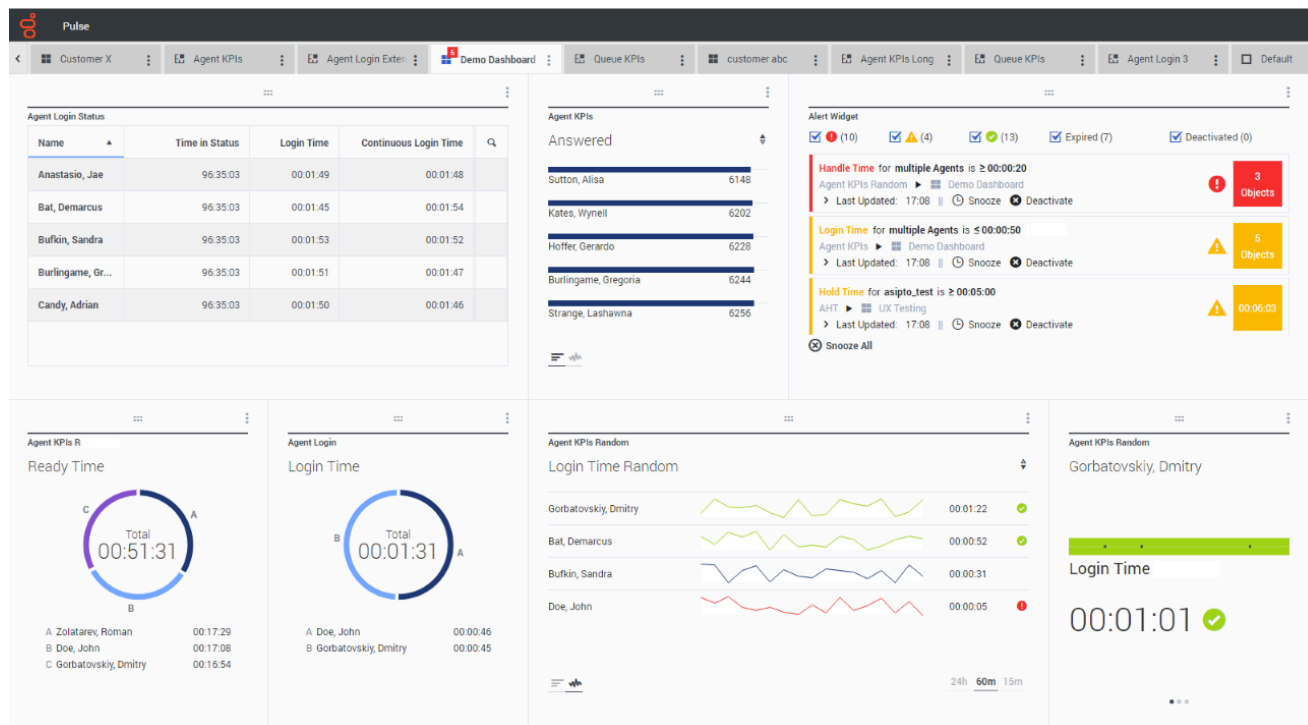 Pulse
Customer X
Agent KPIs
Agent Login Exter
5
Demo Dashboard
Queue KPIs
customer abc
Agent KPIs Long
Queue KPIs
Agent Login 3
Default
Agent Login Status
Name Time in Status Login Time Continuous Login Time
Anastasio, Jae 96:35:03 00:01:49 00:01:48
Bat, Demarcus 96:35:03 00:01:45 00:01:54
Bufkin, Sandra 96:35:03 00:01:53 00:01:52
Burlingame, Gr... 96:35:03 00:01:51 00:01:47
Candy, Adrian 96:35:03 00:01:50 00:01:46
Agent KPIs
Answered
Sutton, Alisa 6148
Kates, Wynell 6202
Hoffer, Gerardo 6228
Burlingame, Gregoria 6244
Strange, Lashawna 6256
Alert Widget
(10) (4) (13) Expired (7) Deactivated (0)
Handle Time for multiple Agents is ≥ 00:00:20
Agent KPIs Random ▶ Demo Dashboard
> Last Updated: 17:08 || Snooze Deactivate
3
Objects
Login Time for multiple Agents is ≤ 00:00:50
Agent KPIs ▶ Demo Dashboard
> Last Updated: 17:08 || Snooze Deactivate
5
Objects
Hold Time for asipto_test is ≥ 00:05:00
AHT ▶ UX Testing
> Last Updated: 17:08 || Snooze Deactivate
00:06:03
Snooze All
Agent KPIs R
Ready Time
C
A
Total
00:51:31
B
A Zolatarev, Roman 00:17:29
B Doe, John 00:17:08
C Gorbatovskiy, Dmitry 00:16:54
Agent Login
Login Time
B
Total
00:01:31
A
A Doe, John 00:00:46
B Gorbatovskiy, Dmitry 00:00:45
Agent KPIs Random
Login Time Random
Gorbatovskiy, Dmitry 00:01:22
Bat, Demarcus 00:00:52
Bufkin, Sandra 00:00:31
Doe, John 00:00:05
24h 60m 15m
Agent KPIs Random
Gorbatovskiy, Dmitry
Login Time
00:01:01